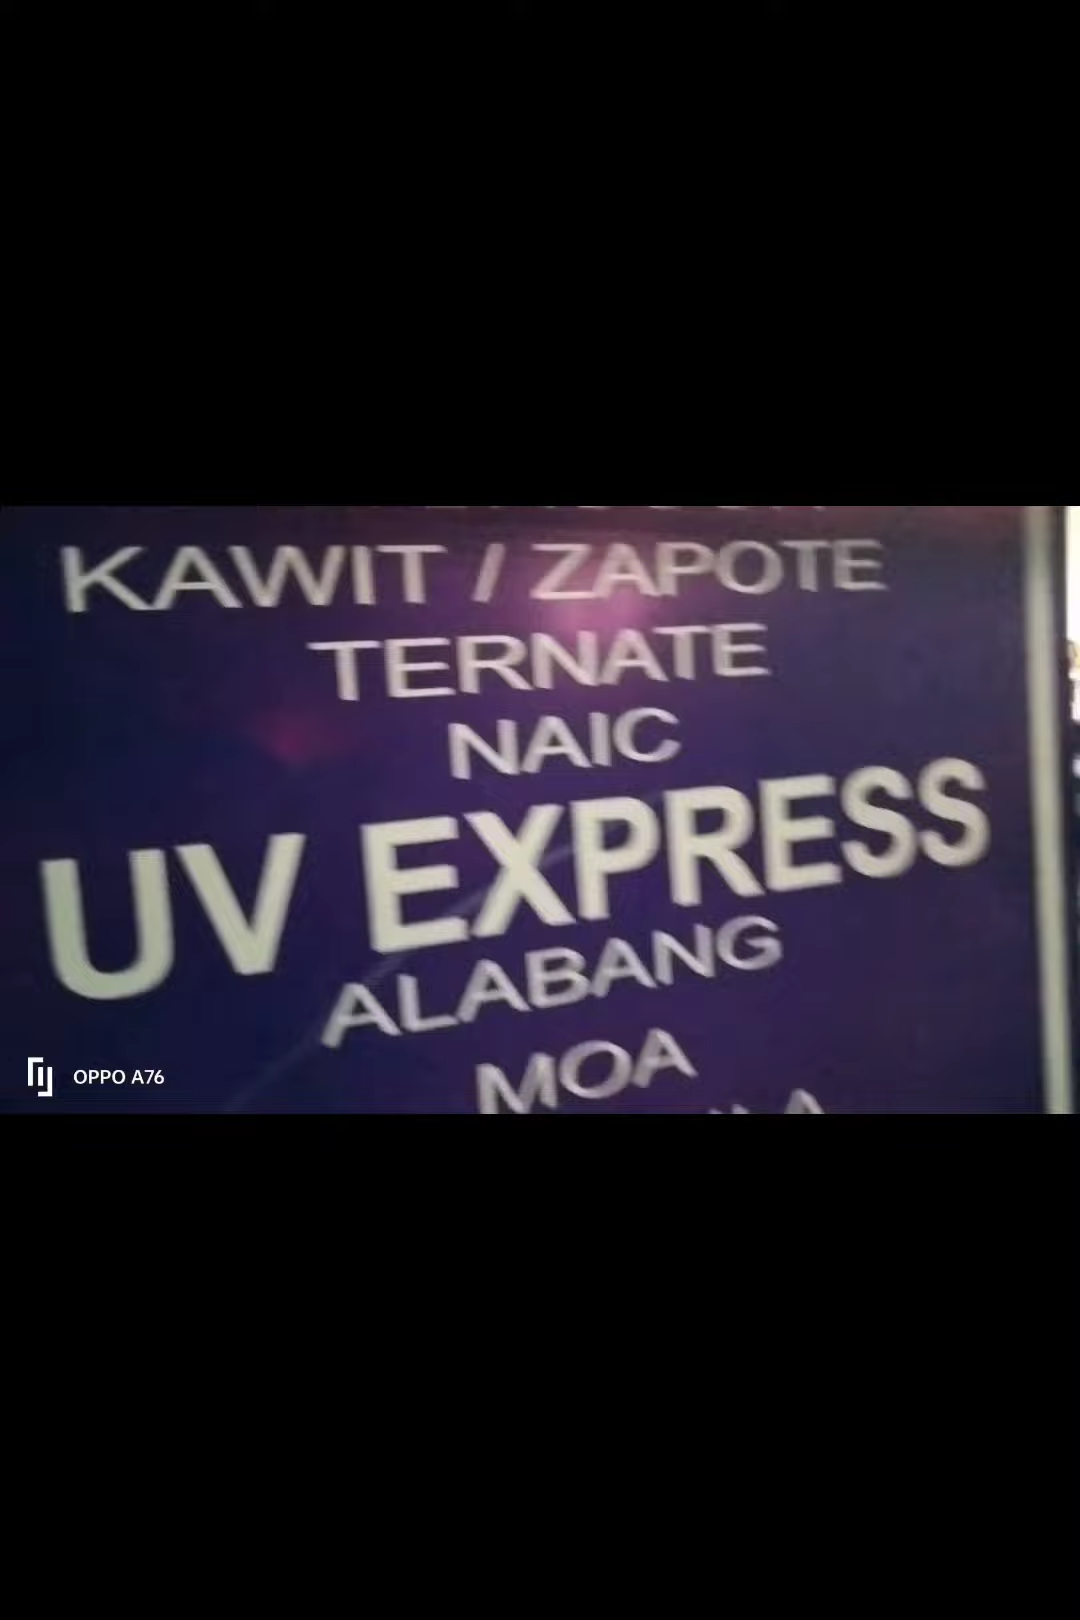 KAWIT / ZAPOTE
TERNATE
NAIC
UV EXPRESS
ALABANG
MOA
OPPO A76